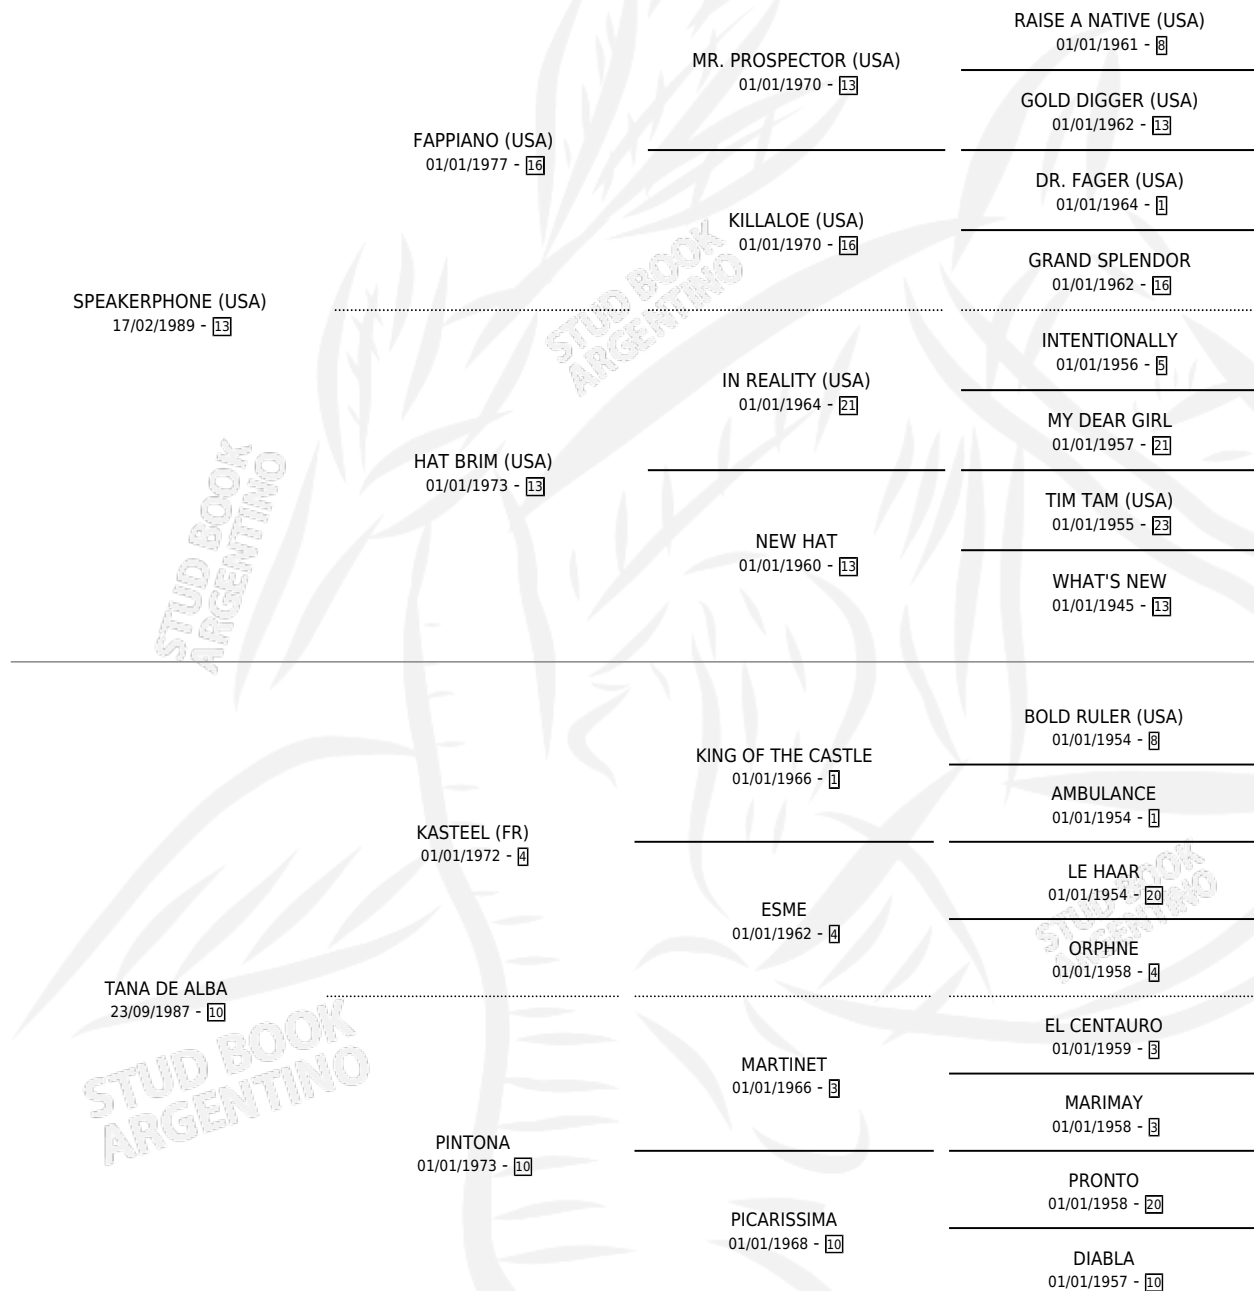 RAISE A NATIVE (USA)
01/01/1961 - 8
MR. PROSPECTOR (USA)
01/01/1970 - 13
GOLD DIGGER (USA)
01/01/1962 - 13
FAPPIANO (USA)
01/01/1977 - 16
DR. FAGER (USA)
01/01/1964 - 1
KILLALOE (USA)
01/01/1970 - 16
GRAND SPLENDOR
01/01/1962 - 16
SPEAKERPHONE (USA)
17/02/1989 - 13
INTENTIONALLY
01/01/1956 - 5
IN REALITY (USA)
01/01/1964 - 21
MY DEAR GIRL
01/01/1957 - 21
HAT BRIM (USA)
01/01/1973 - 13
TIM TAM (USA)
01/01/1955 - 23
NEW HAT
01/01/1960 - 13
WHAT'S NEW
01/01/1945 - 13
BOLD RULER (USA)
01/01/1954 - 8
KING OF THE CASTLE
01/01/1966 - 1
AMBULANCE
01/01/1954 - 1
KASTEEL (FR)
01/01/1972 - 4
LE HAAR
01/01/1954 - 20
ESME
01/01/1962 - 4
ORPHNE
01/01/1958 - 4
TANA DE ALBA
23/09/1987 - 10
EL CENTAURO
01/01/1959 - 3
MARTINET
01/01/1966 - 3
MARIMAY
01/01/1958 - 3
PINTONA
01/01/1973 - 10
PRONTO
01/01/1958 - 20
PICARISSIMA
01/01/1968 - 10
DIABLA
01/01/1957 - 10
STUD BOOK
ARGENTINO
STUD BOOK
ARGENTINO
STUD BOOK
ARGENTINO
STUD BOOK
ARGENTINO